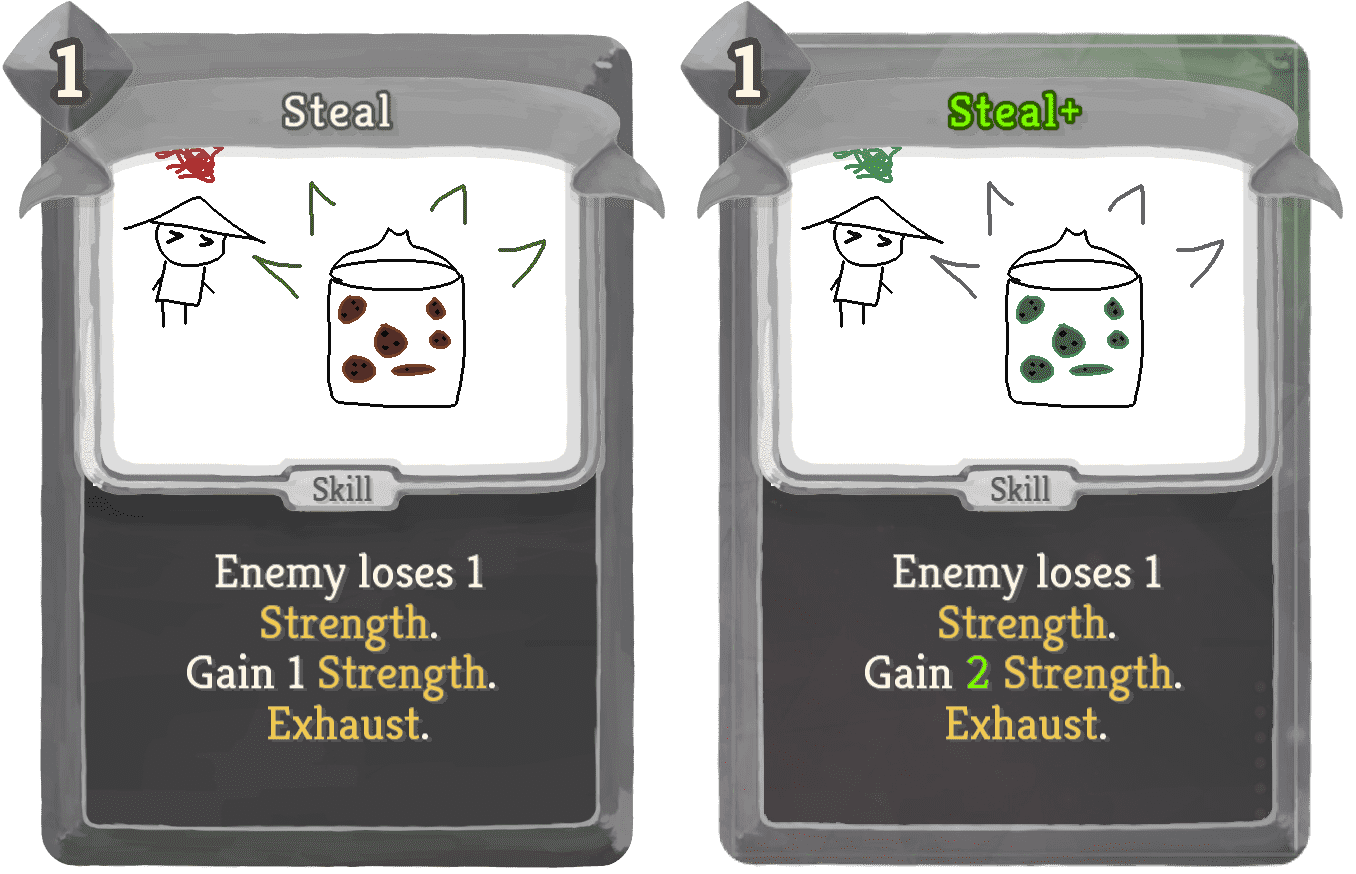 1
Steal
Skill
Enemy loses 1
Strength.
Gain 1 Strength.
Exhaust.
1
Steal+
Skill
Enemy loses 1
Strength.
Gain 2 Strength.
Exhaust.